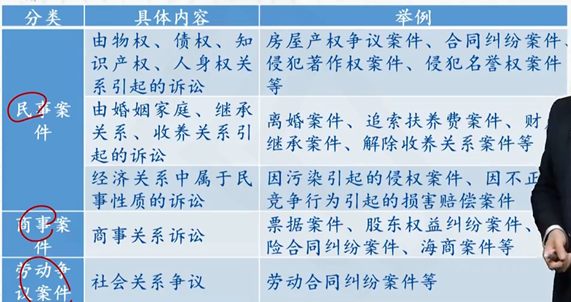 分类 具体内容 举例
民事案件
由物权、债权、知
识产权、人身权关
系引起的诉讼
房屋产权争议案件、合同纠纷案件、
侵犯著作权案件、侵犯名誉权案件
等
由婚姻家庭、继承
关系、收养关系引
起的诉讼
离婚案件、追索扶养费案件、财
继承案件、解除收养关系案件等
经济关系中属于民
事性质的诉讼
因污染引起的侵权案件、因不正
竞争行为引起的损害赔偿案件
商事案
件
商事关系诉讼
票据案件、股东权益纠纷案件、
险合同纠纷案件、海商案件等
劳动争
议案件
社会关系争议
劳动合同纠纷案件等